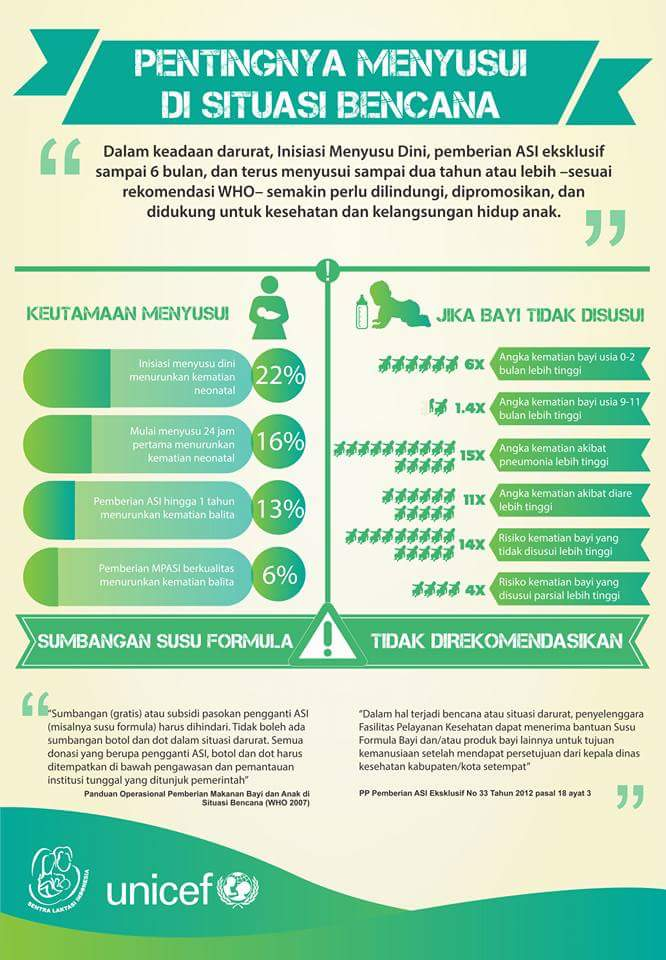 PENTINGNYA MENYUSUI
DI SITUASI BENCANA
“
Dalam keadaan darurat, Inisiasi Menyusu Dini, pemberian ASI eksklusif
sampai 6 bulan, dan terus menyusui sampai dua tahun atau lebih –sesuai
rekomendasi WHO– semakin perlu dilindungi, dipromosikan, dan
didukung untuk kesehatan dan kelangsungan hidup anak.
”
!
KEUTAMAAN MENYUSUI
Inisiasi menyusu dini
menurunkan kematian
neonatal
22%
Mulai menyusu 24 jam
pertama menurunkan
kematian neonatal
16%
Pemberian ASI hingga 1 tahun
menurunkan kematian balita
13%
Pemberian MPASI berkualitas
menurunkan kematian balita
6%
JIKA BAYI TIDAK DISUSUI
6X
Angka kematian bayi usia 0-2
bulan lebih tinggi
1.4X
Angka kematian bayi usia 9-11
bulan lebih tinggi
15X
Angka kematian akibat
pneumonia lebih tinggi
11X
Angka kematian akibat diare
lebih tinggi
14X
Risiko kematian bayi yang
tidak disusui lebih tinggi
4X
Risiko kematian bayi yang
disusui parsial lebih tinggi
SUMBANGAN SUSU FORMULA ! TIDAK DIREKOMENDASIKAN
“
“Sumbangan (gratis) atau subsidi pasokan pengganti ASI
(misalnya susu formula) harus dihindari. Tidak boleh ada
sumbangan botol dan dot dalam situasi darurat. Semua
donasi yang berupa pengganti ASI, botol dan dot harus
ditempatkan di bawah pengawasan dan pemantauan
institusi tunggal yang ditunjuk pemerintah”
Panduan Operasional Pemberian Makanan Bayi dan Anak di
Situasi Bencana (WHO 2007)
“Dalam hal terjadi bencana atau situasi darurat, penyelenggara
Fasilitas Pelayanan Kesehatan dapat menerima bantuan Susu
Formula Bayi dan/atau produk bayi lainnya untuk tujuan
kemanusiaan setelah mendapat persetujuan dari kepala dinas
kesehatan kabupaten/kota setempat”
PP Pemberian ASI Eksklusif No 33 Tahun 2012 pasal 18 ayat 3
”
SENTRA LAKTASI INDONESIA
unicef